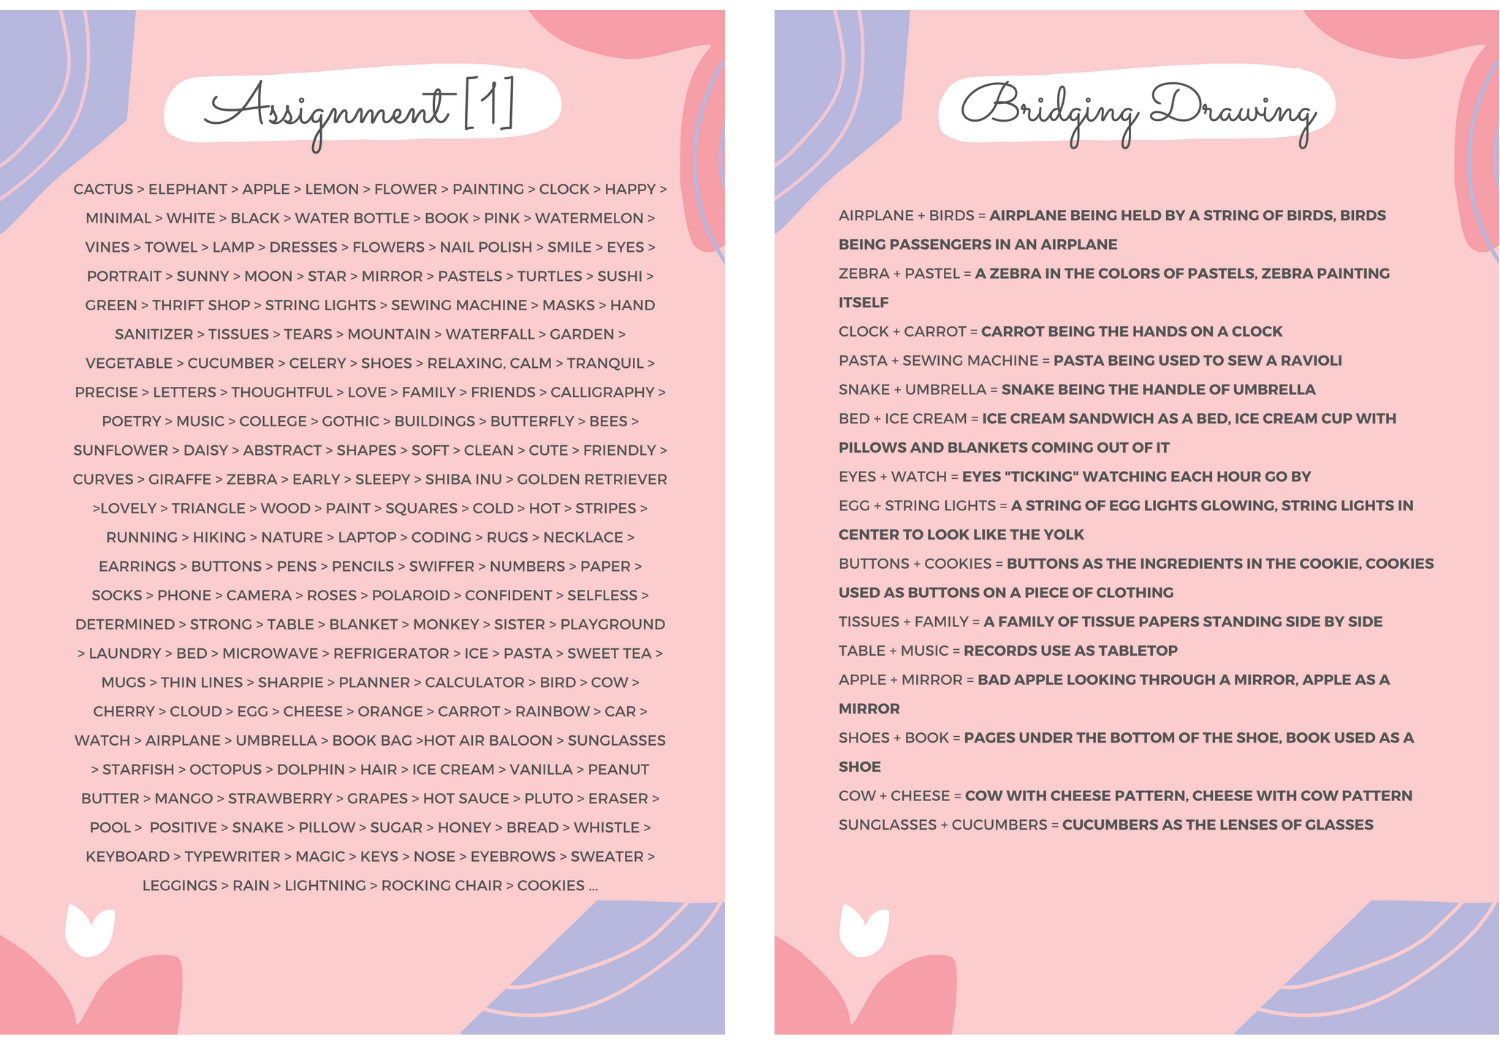 Assignment [1]
CACTUS > ELEPHANT > APPLE > LEMON > FLOWER > PAINTING > CLOCK > HAPPY >
MINIMAL > WHITE > BLACK > WATER BOTTLE > BOOK > PINK > WATERMELON >
VINES > TOWEL > LAMP > DRESSES > FLOWERS > NAIL POLISH > SMILE > EYES >
PORTRAIT > SUNNY > MOON > STAR > MIRROR > PASTELS > TURTLES > SUSHI >
GREEN > THRIFT SHOP > STRING LIGHTS > SEWING MACHINE > MASKS > HAND
SANITIZER > TISSUES > TEARS > MOUNTAIN > WATERFALL > GARDEN >
VEGETABLE > CUCUMBER > CELERY > SHOES > RELAXING, CALM > TRANQUIL >
PRECISE > LETTERS > THOUGHTFUL > LOVE > FAMILY > FRIENDS > CALLIGRAPHY >
POETRY > MUSIC > COLLEGE > GOTHIC > BUILDINGS > BUTTERFLY > BEES >
SUNFLOWER > DAISY > ABSTRACT > SHAPES > SOFT > CLEAN > CUTE > FRIENDLY >
CURVES > GIRAFFE > ZEBRA > EARLY > SLEEPY > SHIBA INU > GOLDEN RETRIEVER
>LOVELY > TRIANGLE > WOOD > PAINT > SQUARES > COLD > HOT > STRIPES >
RUNNING > HIKING > NATURE > LAPTOP > CODING > RUGS > NECKLACE >
EARRINGS > BUTTONS > PENS > PENCILS > SWIFFER > NUMBERS > PAPER >
SOCKS > PHONE > CAMERA > ROSES > POLAROID > CONFIDENT > SELFLESS >
DETERMINED > STRONG > TABLE > BLANKET > MONKEY > SISTER > PLAYGROUND
> LAUNDRY > BED > MICROWAVE > REFRIGERATOR > ICE > PASTA > SWEET TEA >
MUGS > THIN LINES > SHARPIE > PLANNER > CALCULATOR > BIRD > COW >
CHERRY > CLOUD > EGG > CHEESE > ORANGE > CARROT > RAINBOW > CAR >
WATCH > AIRPLANE > UMBRELLA > BOOK BAG >HOT AIR BALOON > SUNGLASSES
> STARFISH > OCTOPUS > DOLPHIN > HAIR > ICE CREAM > VANILLA > PEANUT
BUTTER > MANGO > STRAWBERRY > GRAPES > HOT SAUCE > PLUTO > ERASER >
POOL > POSITIVE > SNAKE > PILLOW > SUGAR > HONEY > BREAD > WHISTLE >
KEYBOARD > TYPEWRITER > MAGIC > KEYS > NOSE > EYEBROWS > SWEATER >
LEGGINGS > RAIN > LIGHTNING > ROCKING CHAIR > COOKIES ...
Bridging Drawing
AIRPLANE + BIRDS = AIRPLANE BEING HELD BY A STRING OF BIRDS, BIRDS
BEING PASSENGERS IN AN AIRPLANE
ZEBRA + PASTEL = A ZEBRA IN THE COLORS OF PASTELS, ZEBRA PAINTING
ITSELF
CLOCK + CARROT = CARROT BEING THE HANDS ON A CLOCK
PASTA + SEWING MACHINE = PASTA BEING USED TO SEW A RAVIOLI
SNAKE + UMBRELLA = SNAKE BEING THE HANDLE OF UMBRELLA
BED + ICE CREAM = ICE CREAM SANDWICH AS A BED, ICE CREAM CUP WITH
PILLOWS AND BLANKETS COMING OUT OF IT
EYES + WATCH = EYES "TICKING" WATCHING EACH HOUR GO BY
EGG + STRING LIGHTS = A STRING OF EGG LIGHTS GLOWING, STRING LIGHTS IN
CENTER TO LOOK LIKE THE YOLK
BUTTONS + COOKIES = BUTTONS AS THE INGREDIENTS IN THE COOKIE, COOKIES
USED AS BUTTONS ON A PIECE OF CLOTHING
TISSUES + FAMILY = A FAMILY OF TISSUE PAPERS STANDING SIDE BY SIDE
TABLE + MUSIC = RECORDS USE AS TABLETOP
APPLE + MIRROR = BAD APPLE LOOKING THROUGH A MIRROR, APPLE AS A
MIRROR
SHOES + BOOK = PAGES UNDER THE BOTTOM OF THE SHOE, BOOK USED AS A
SHOE
COW + CHEESE = COW WITH CHEESE PATTERN, CHEESE WITH COW PATTERN
SUNGLASSES + CUCUMBERS = CUCUMBERS AS THE LENSES OF GLASSES